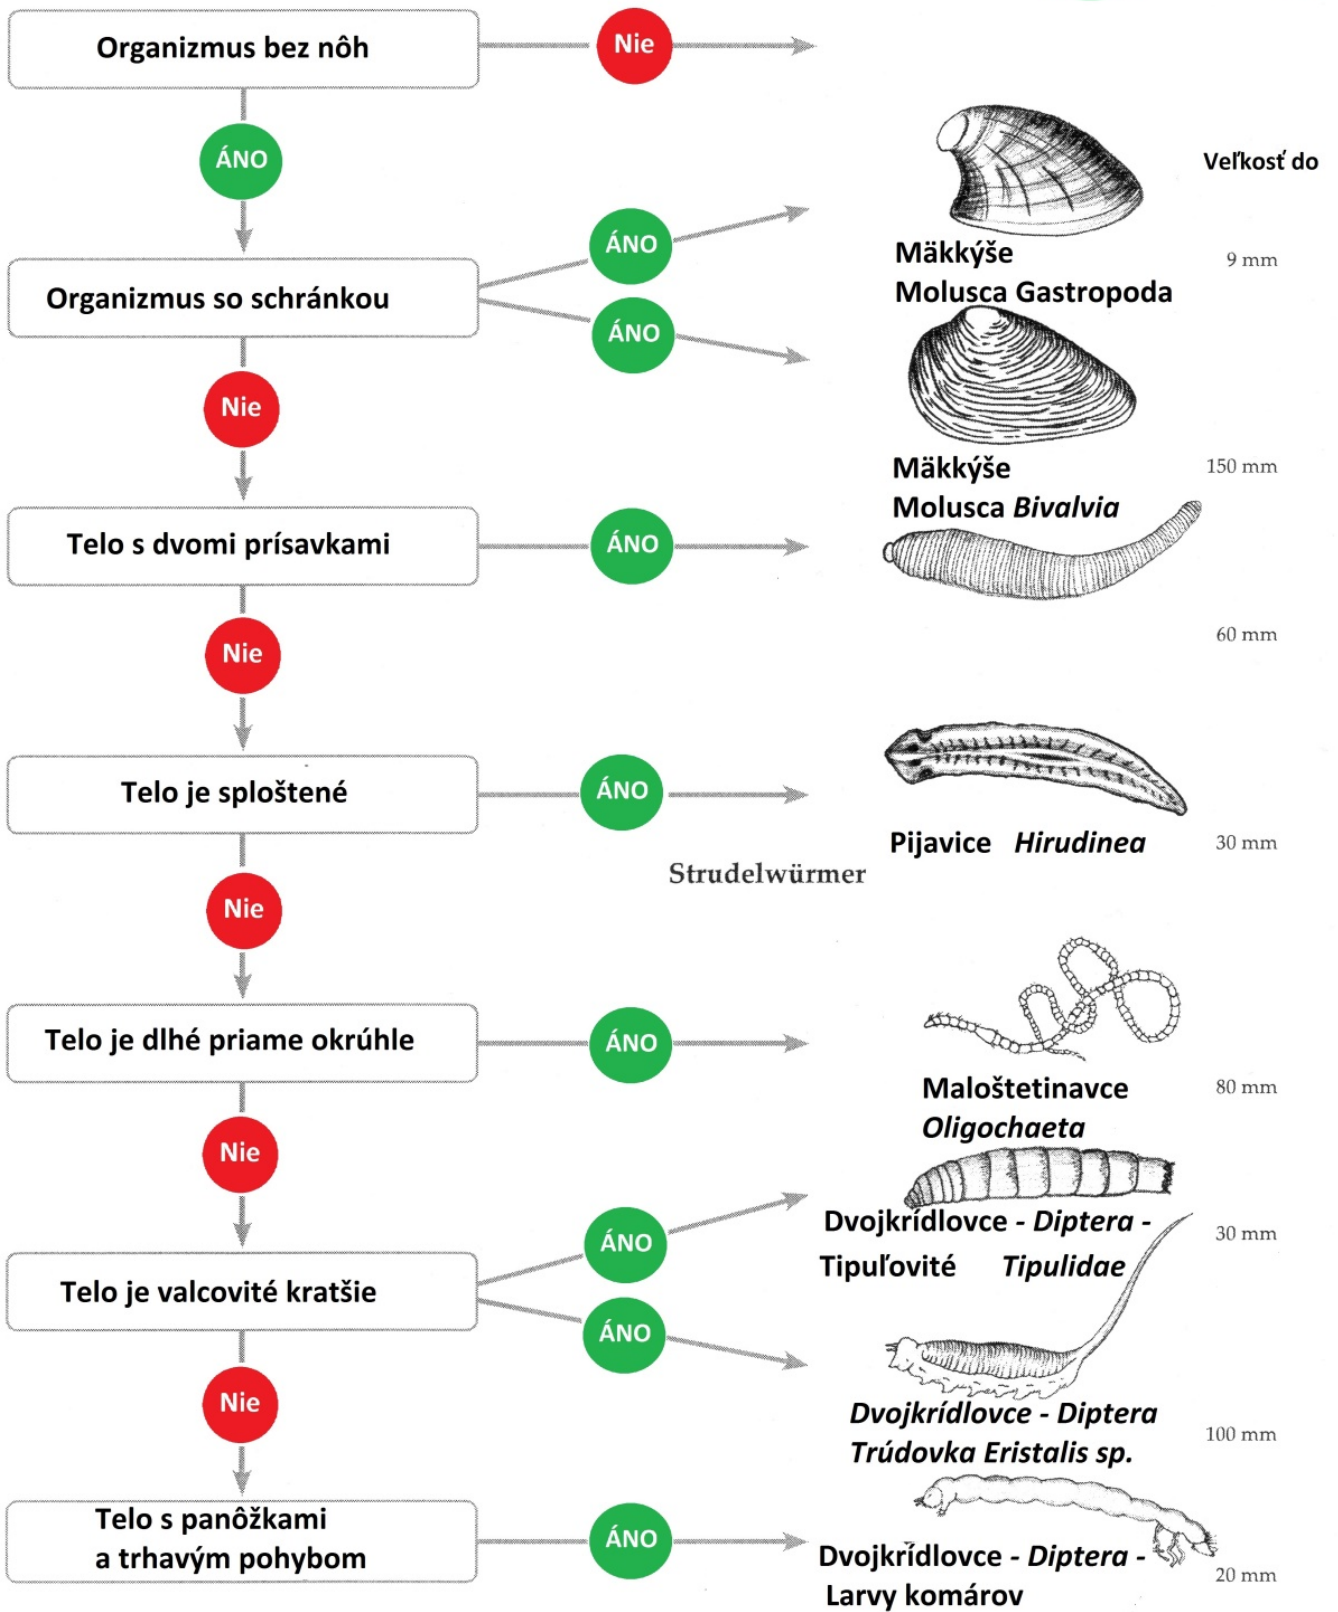 Organizmus bez nôh
Nie
ÁNO
Veľkosť do
ÁNO
Mäkkýše
9 mm
Molusca Gastropoda
Organizmus so schránkou
ÁNO
Nie
Mäkkýše
150 mm
Molusca Bivalvia
Telo s dvomi prísavkami
ÁNO
60 mm
Nie
Telo je sploštené
ÁNO
Pijavice Hirudinea
30 mm
Strudelwürmer
Nie
Telo je dlhé priame okrúhle
ÁNO
Maloštetinavce
80 mm
Oligochaeta
Nie
Dvojkrídlovce - Diptera -
30 mm
Tipuľovité Tipulidae
ÁNO
Telo je valcovité kratšie
ÁNO
Nie
Dvojkrídlovce - Diptera
100 mm
Trúdovka Eristalis sp.
Telo s panôžkami
a trhavým pohybom
ÁNO
Dvojkrídlovce - Diptera -
20 mm
Larvy komárov